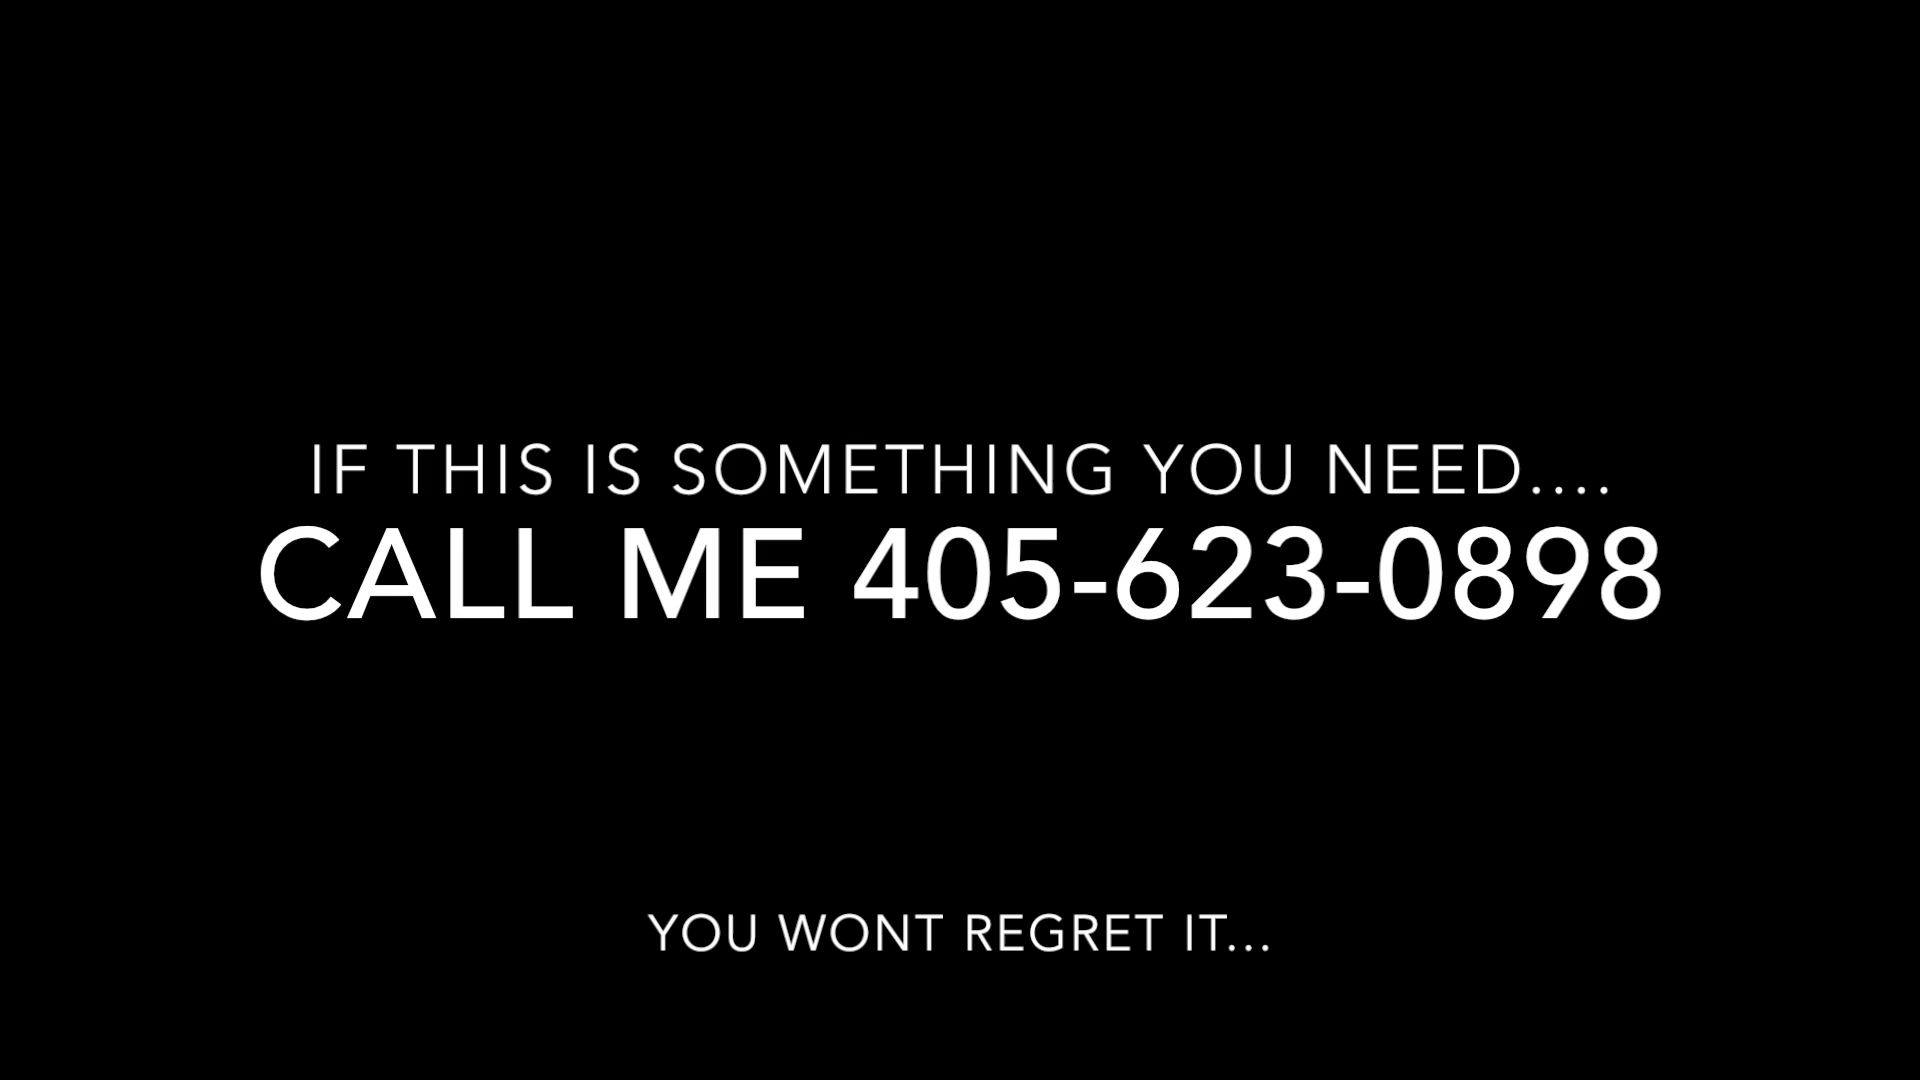 IF THIS IS SOMETHING YOU NEED....
CALL ME 405-623-0898
YOU WONT REGRET IT...